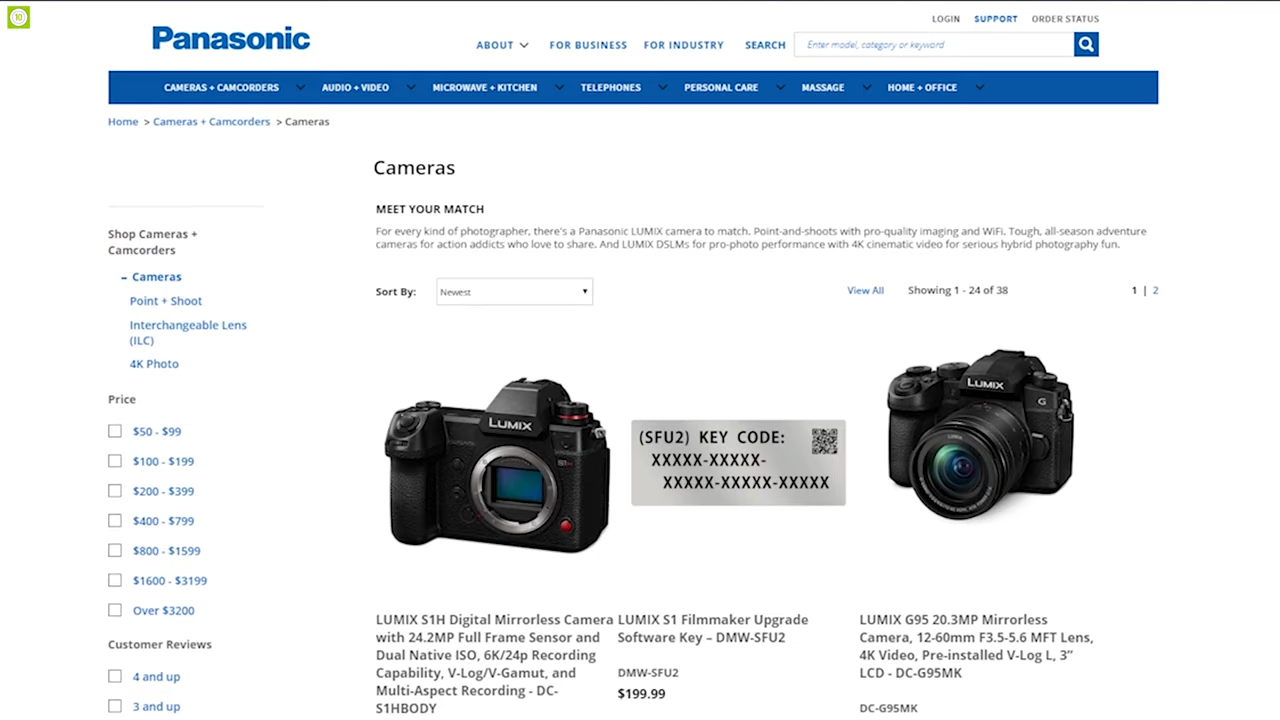 10
LOGIN SUPPORT ORDER STATUS
Panasonic
ABOUT FOR BUSINESS FOR INDUSTRY SEARCH Enter model, category or keyword
CAMERAS + CAMCORDERS AUDIO + VIDEO MICROWAVE + KITCHEN TELEPHONES PERSONAL CARE MASSAGE HOME + OFFICE
Home > Cameras + Camcorders > Cameras
Cameras
MEET YOUR MATCH
For every kind of photographer, there's a Panasonic LUMIX camera to match. Point-and-shoots with pro-quality imaging and WiFi. Tough, all-season adventure
cameras for action addicts who love to share. And LUMIX DSLMs for pro-photo performance with 4K cinematic video for serious hybrid photography fun.
Sort By: Newest View All Showing 1 - 24 of 38 1 | 2
Shop Cameras +
Camcorders
– Cameras
Point + Shoot
Interchangeable Lens
(ILC)
4K Photo
Price
$50 - $99
$100 - $199
$200 - $399
$400 - $799
$800 - $1599
$1600 - $3199
Over $3200
Customer Reviews
4 and up
3 and up
LUMIX
S1H
LUMIX S1H Digital Mirrorless Camera
with 24.2MP Full Frame Sensor and
Dual Native ISO, 6K/24p Recording
Capability, V-Log/V-Gamut, and
Multi-Aspect Recording - DC-
S1HBODY
(SFU2) KEY CODE:
XXXXX-XXXXX-
XXXXX-XXXXX-XXXXX
LUMIX S1 Filmmaker Upgrade
Software Key – DMW-SFU2
DMW-SFU2
$199.99
LUMIX
G
LUMIX G95 20.3MP Mirrorless
Camera, 12-60mm F3.5-5.6 MFT Lens,
4K Video, Pre-installed V-Log L, 3”
LCD - DC-G95MK
DC-G95MK